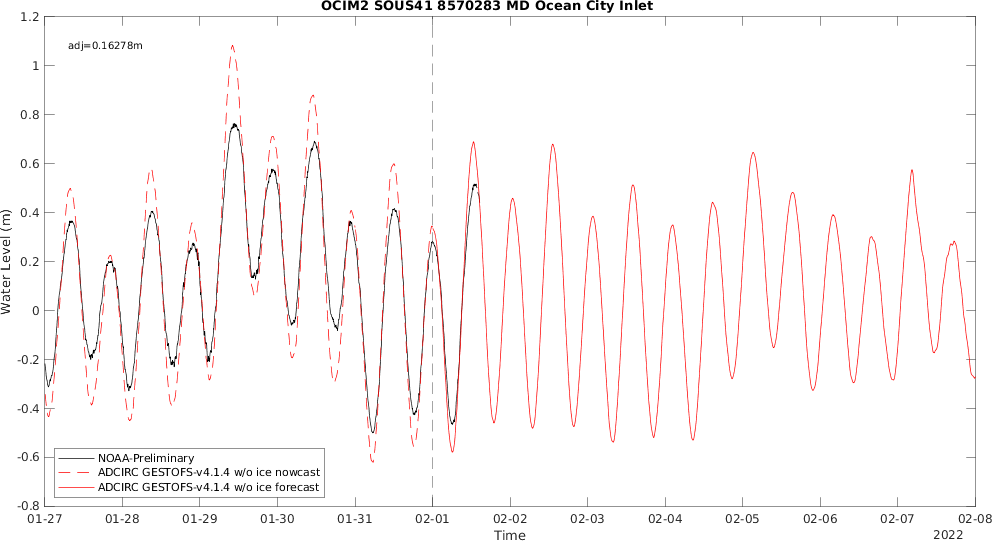 OCIM2 SOUS41 8570283 MD Ocean City Inlet
adj=0.16278m
1.2
1
0.8
0.6
0.4
0.2
0
-0.2
-0.4
-0.6
-0.8
Water Level (m)
NOAA-Preliminary
ADCIRC GESTOFS-v4.1.4 w/o ice nowcast
ADCIRC GESTOFS-v4.1.4 w/o ice forecast
01-27 01-28 01-29 01-30 01-31 02-01 02-02 02-03 02-04 02-05 02-06 02-07 02-08
Time
2022